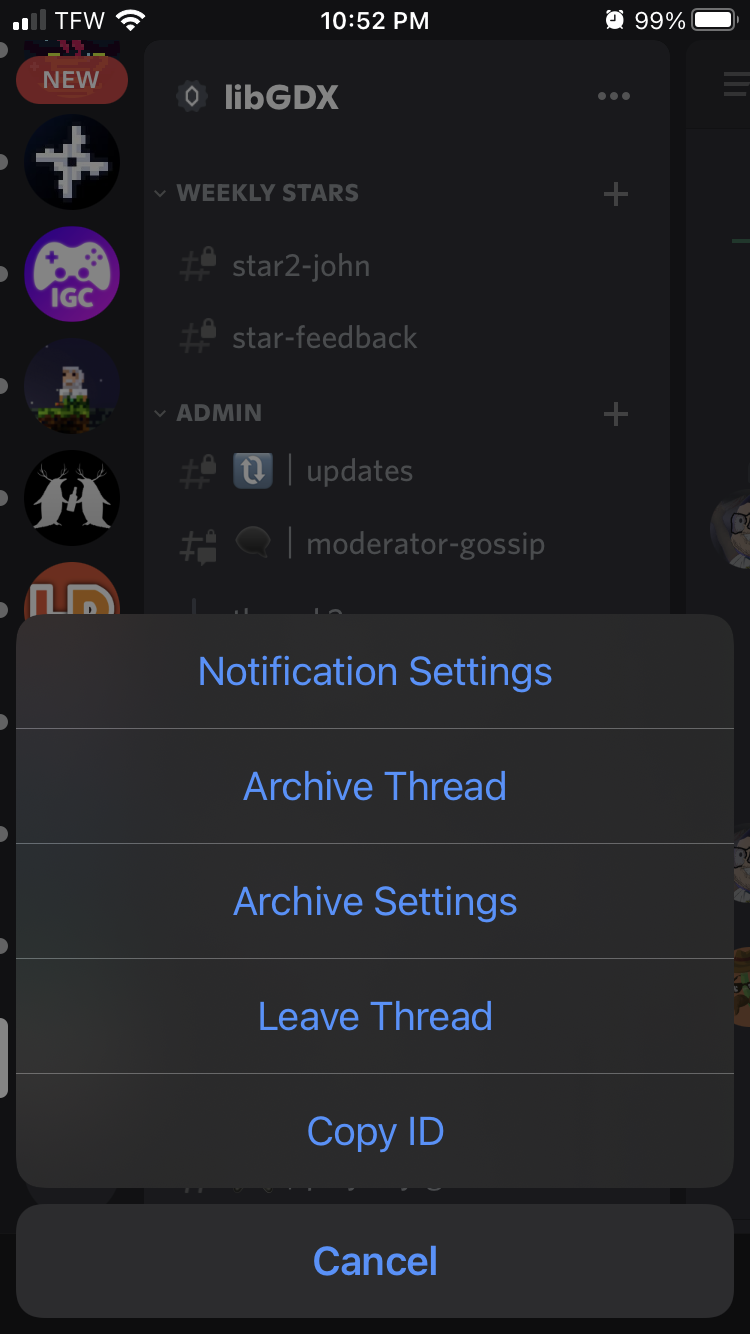 TFW
10:52 PM
99%
NEW
libGDX
WEEKLY STARS
star2-john
star-feedback
IGC
ADMIN
updates
moderator-gossip
Notification Settings
Archive Thread
Archive Settings
Leave Thread
Copy ID
Cancel